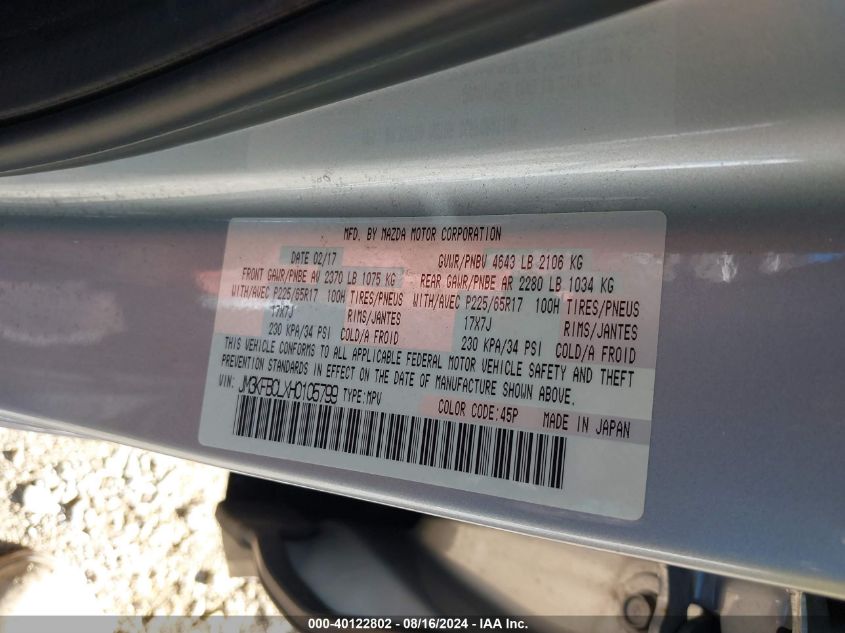 MFD. BY MAZDA MOTOR CORPORATION
DATE 02/17 GVWR/PNBV 4643 LB 2106 KG
FRONT GAWR/PNBE AV 2370 LB 1075 KG REAR GAWR/PNBE AR 2280 LB 1034 KG
WITH/AVEC P225/65R17 100H TIRES/PNEUS WITH/AVEC P225/65R17 100H TIRES/PNEUS
17X7J RIMS/JANTES 17X7J RIMS/JANTES
230 KPA/34 PSI COLD/A FROID 230 KPA/34 PSI COLD/A FROID
THIS VEHICLE CONFORMS TO ALL APPLICABLE FEDERAL MOTOR VEHICLE SAFETY AND THEFT
PREVENTION STANDARDS IN EFFECT ON THE DATE OF MANUFACTURE SHOWN ABOVE.
VIN: JM3KFBCLXH0105799 TYPE:MPV
COLOR CODE:45P MADE IN JAPAN
000-40122802 - 08/16/2024 - IAA Inc.